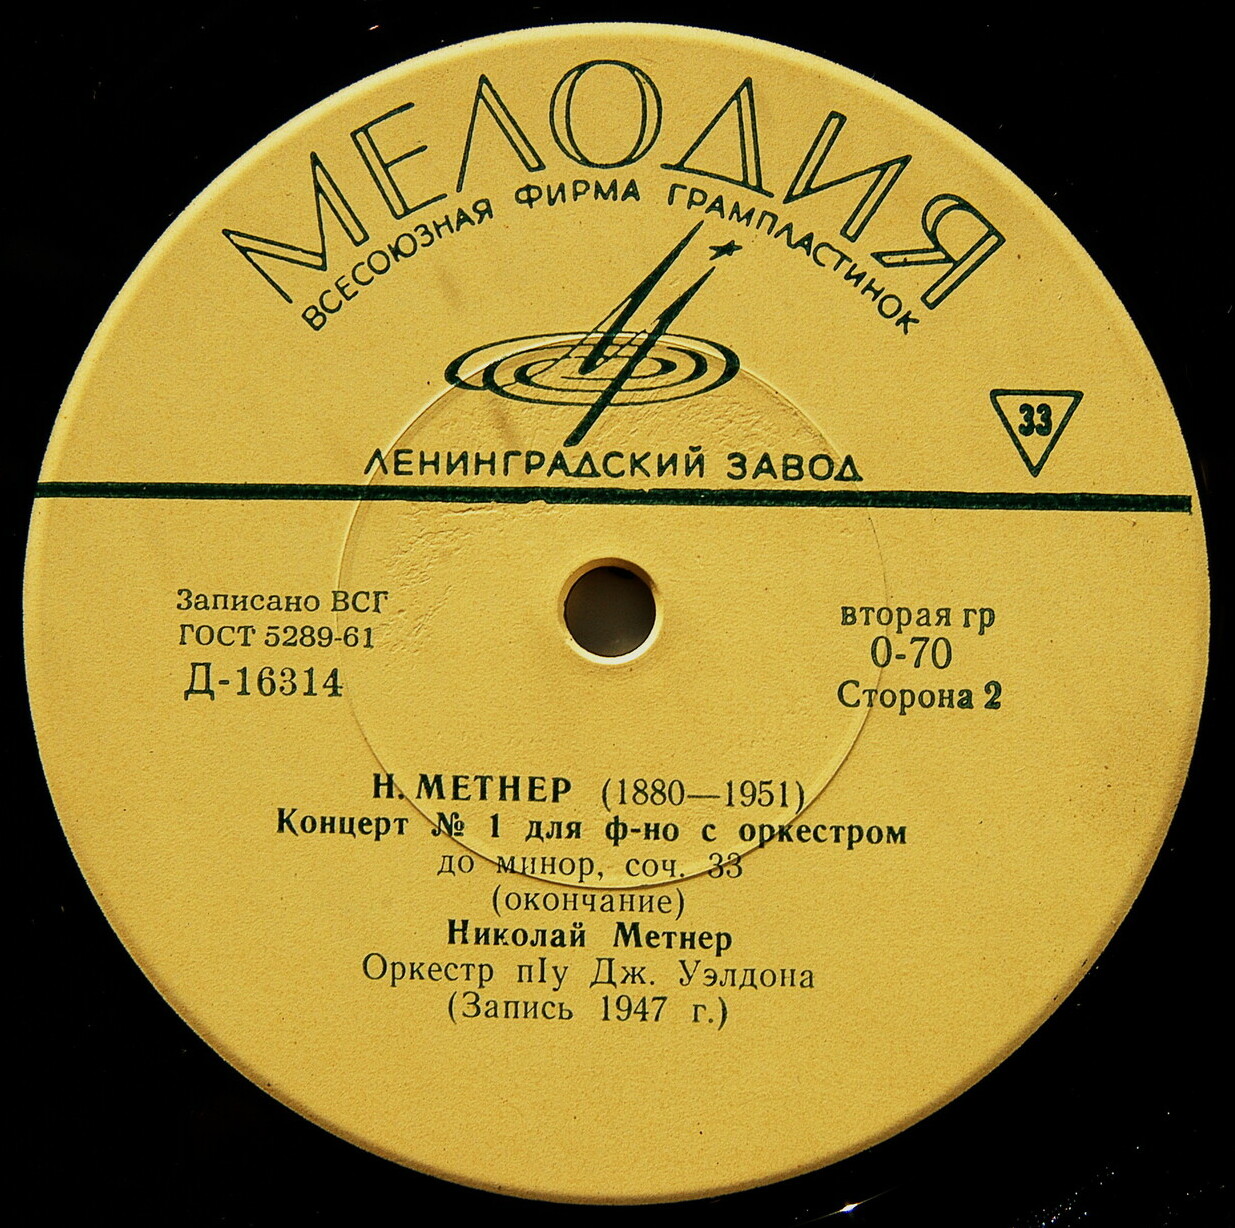 МЕЛОДИЯ
ВСЕСОЮЗНАЯ ФИРМА ГРАМПЛАСТИНОК
33
ЛЕНИНГРАДСКИЙ ЗАВОД
Записано ВСГ
ГОСТ 5289-61
Д-16314
вторая гр
0-70
Сторона 2
Н. МЕТНЕР (1880—1951)
Концерт № 1 для ф-но с оркестром
до минор, соч. 33
(окончание)
Николай Метнер
Оркестр пIу Дж. Уэлдона
(Запись 1947 г.)